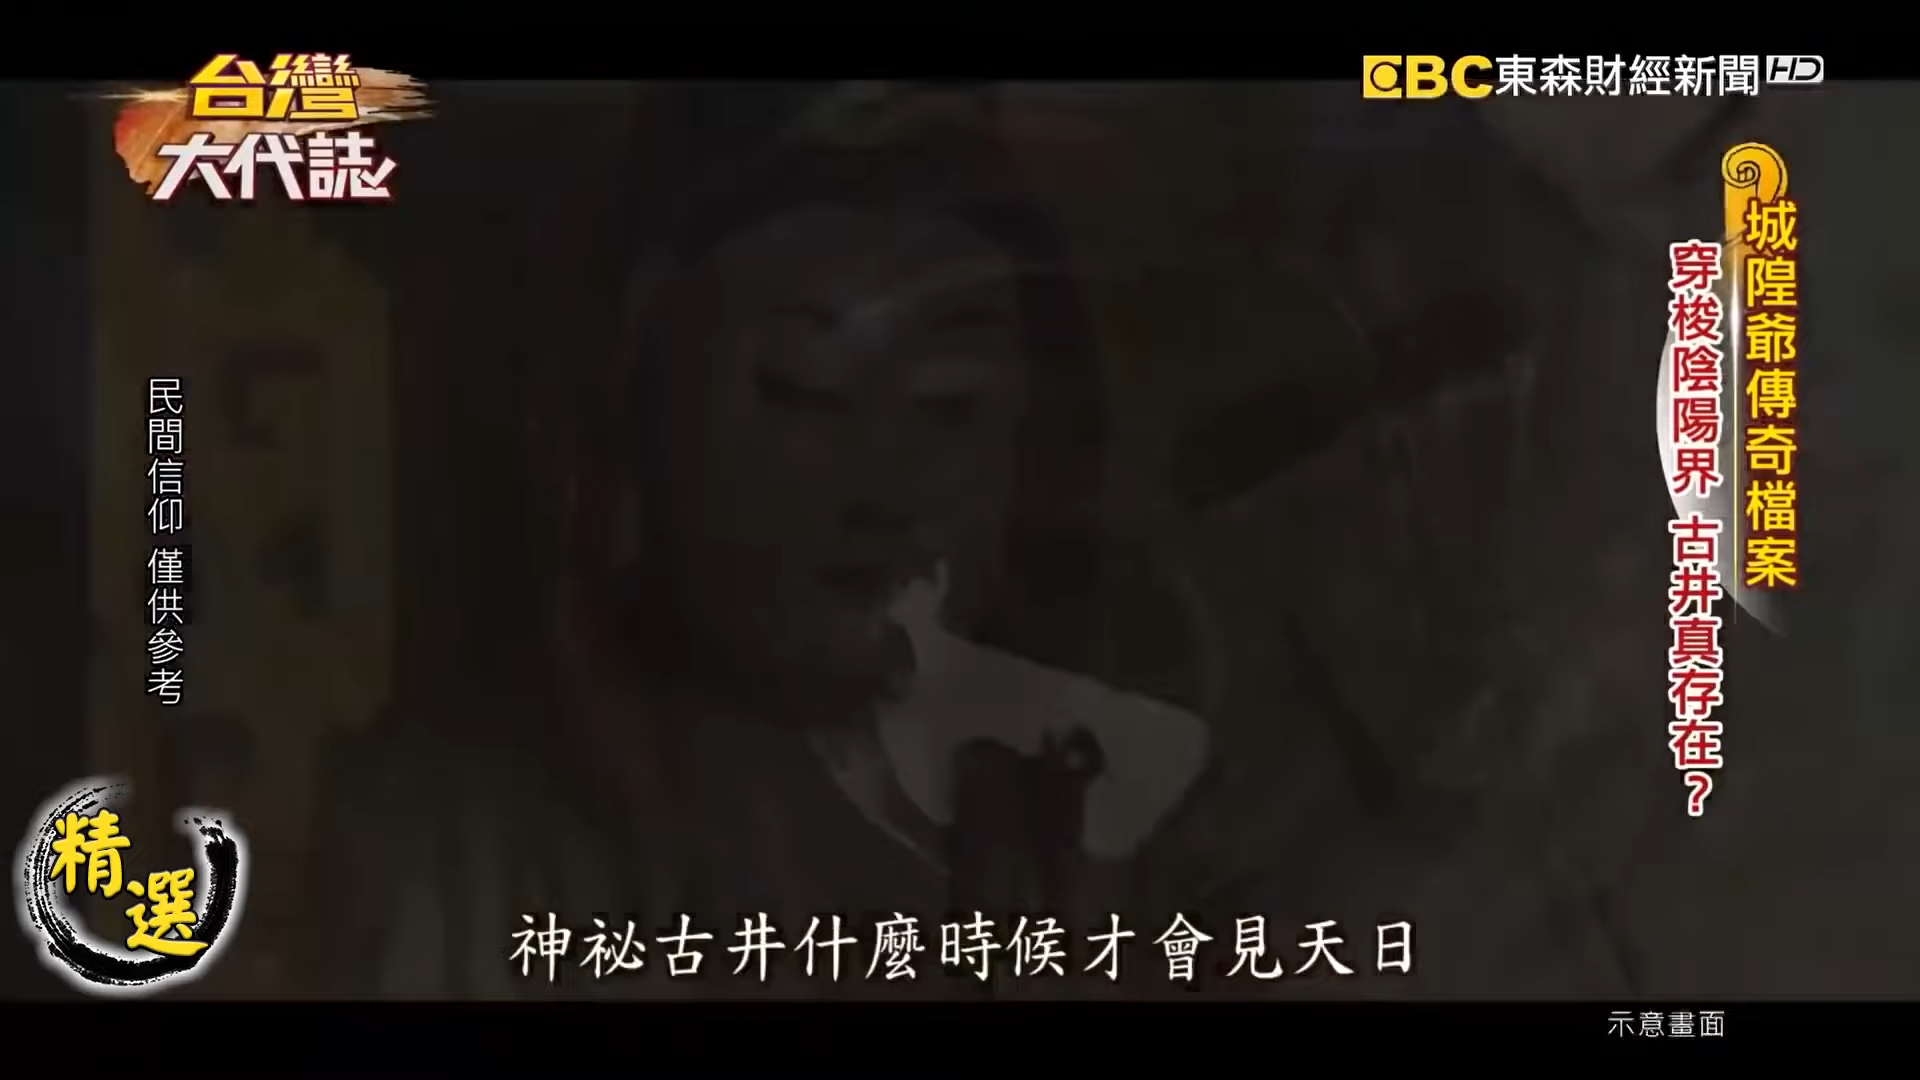 台灣
大代誌
EBC東森財經新聞HD
城隍爺傳奇檔案
穿梭陰陽界 古井真存在？
民間信仰 僅供參考
精選
神祕古井什麼時候才會見天日
示意畫面